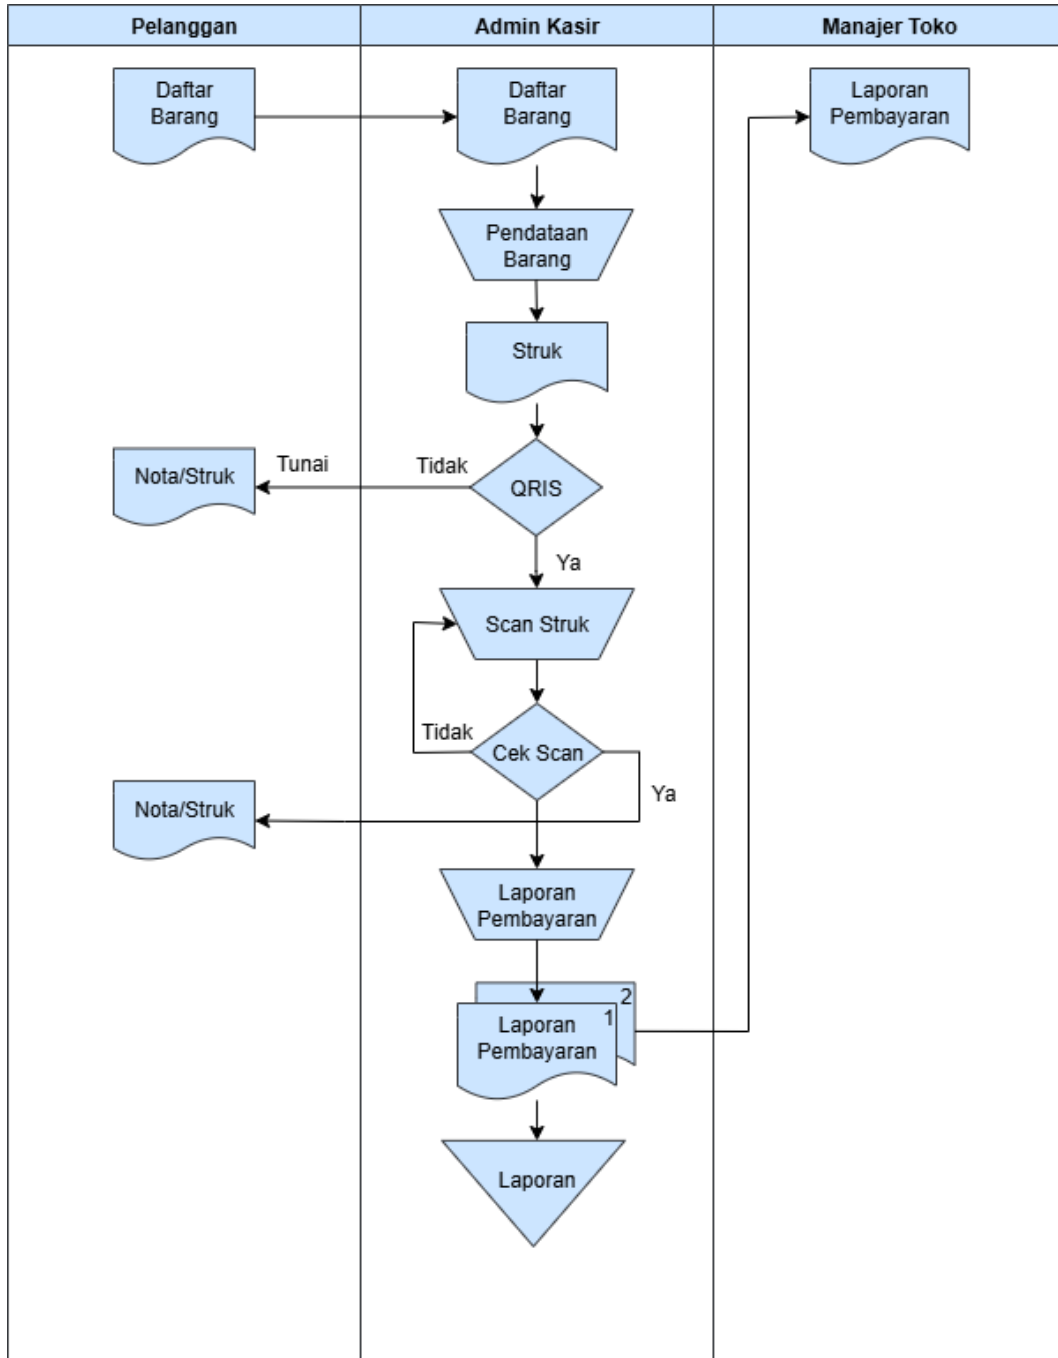 Pelanggan
Admin Kasir
Manajer Toko
Daftar
Barang
Daftar
Barang
Laporan
Pembayaran
Pendataan
Barang
Struk
Nota/Struk
Tunai
Tidak
QRIS
Ya
Scan Struk
Tidak
Cek Scan
Ya
Nota/Struk
Laporan
Pembayaran
2
1
Laporan
Pembayaran
Laporan